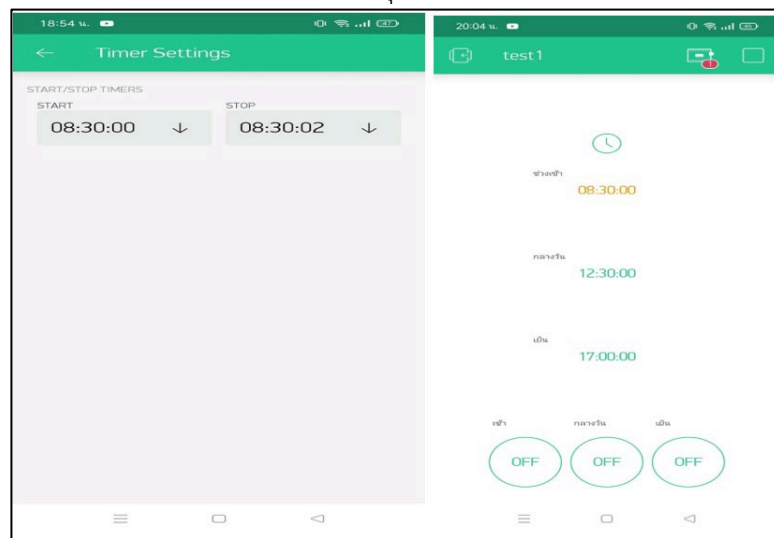 18:54 น.
47
Timer Settings
START/STOP TIMERS
START STOP
08:30:00 08:30:02
20:04 น.
test1
1
ช่วงเช้า
08:30:00
กลางวัน
12:30:00
เย็น
17:00:00
เช้า กลางวัน เย็น
OFF OFF OFF